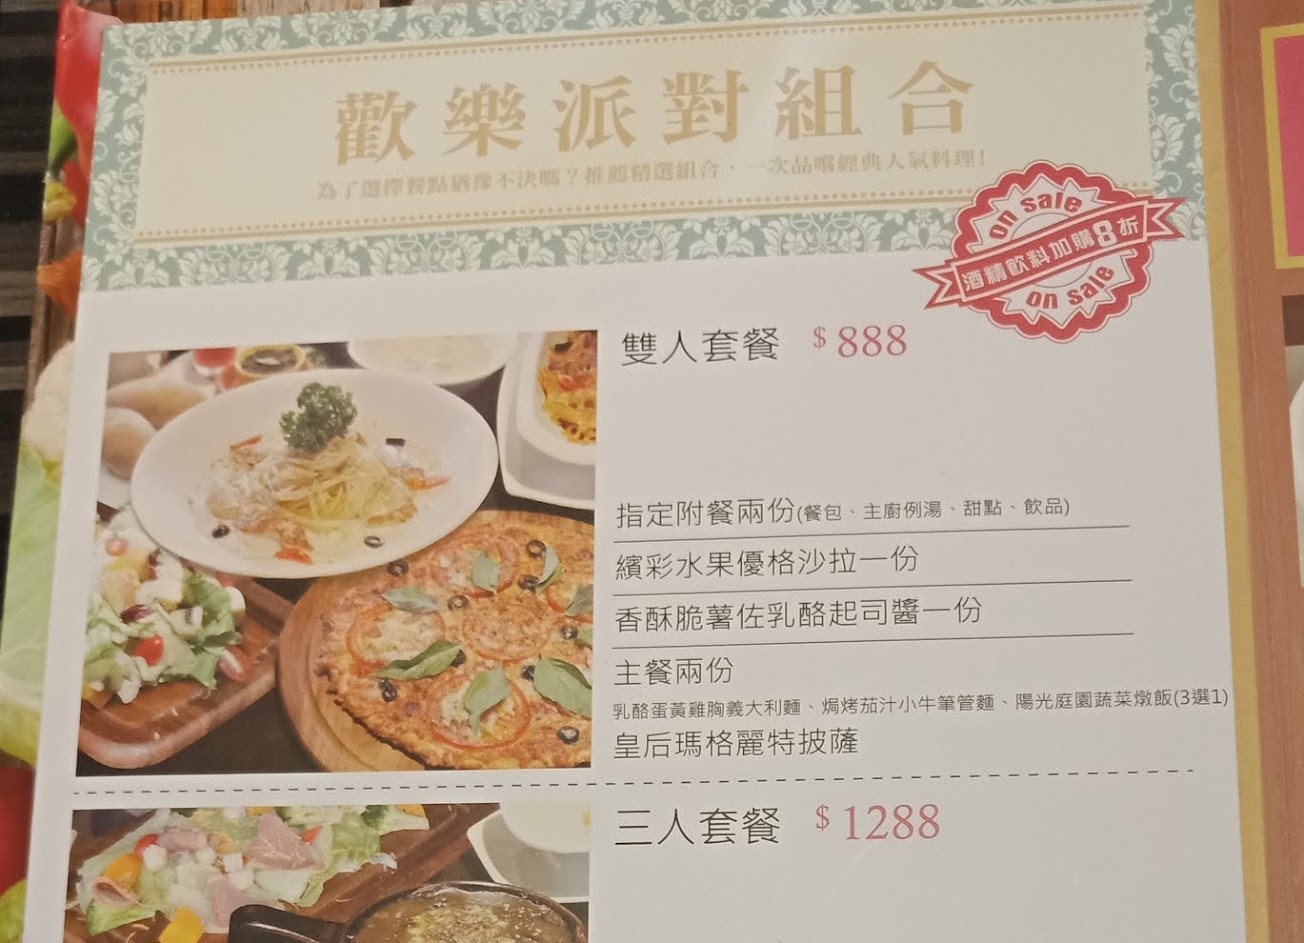 歡樂派對組合
為了選擇餐點猶豫不決嗎？推薦精選組合，一次品嚐經典人氣料理！
on sale
酒精飲料加購8折
on sale
雙人套餐 $888
指定附餐兩份(餐包、主廚例湯、甜點、飲品)
繽彩水果優格沙拉一份
香酥脆薯佐乳酪起司醬一份
主餐兩份
乳酪蛋黃雞胸義大利麵、焗烤茄汁小牛筆管麵、陽光庭園蔬菜燉飯(3選1)
皇后瑪格麗特披薩
三人套餐 $1288